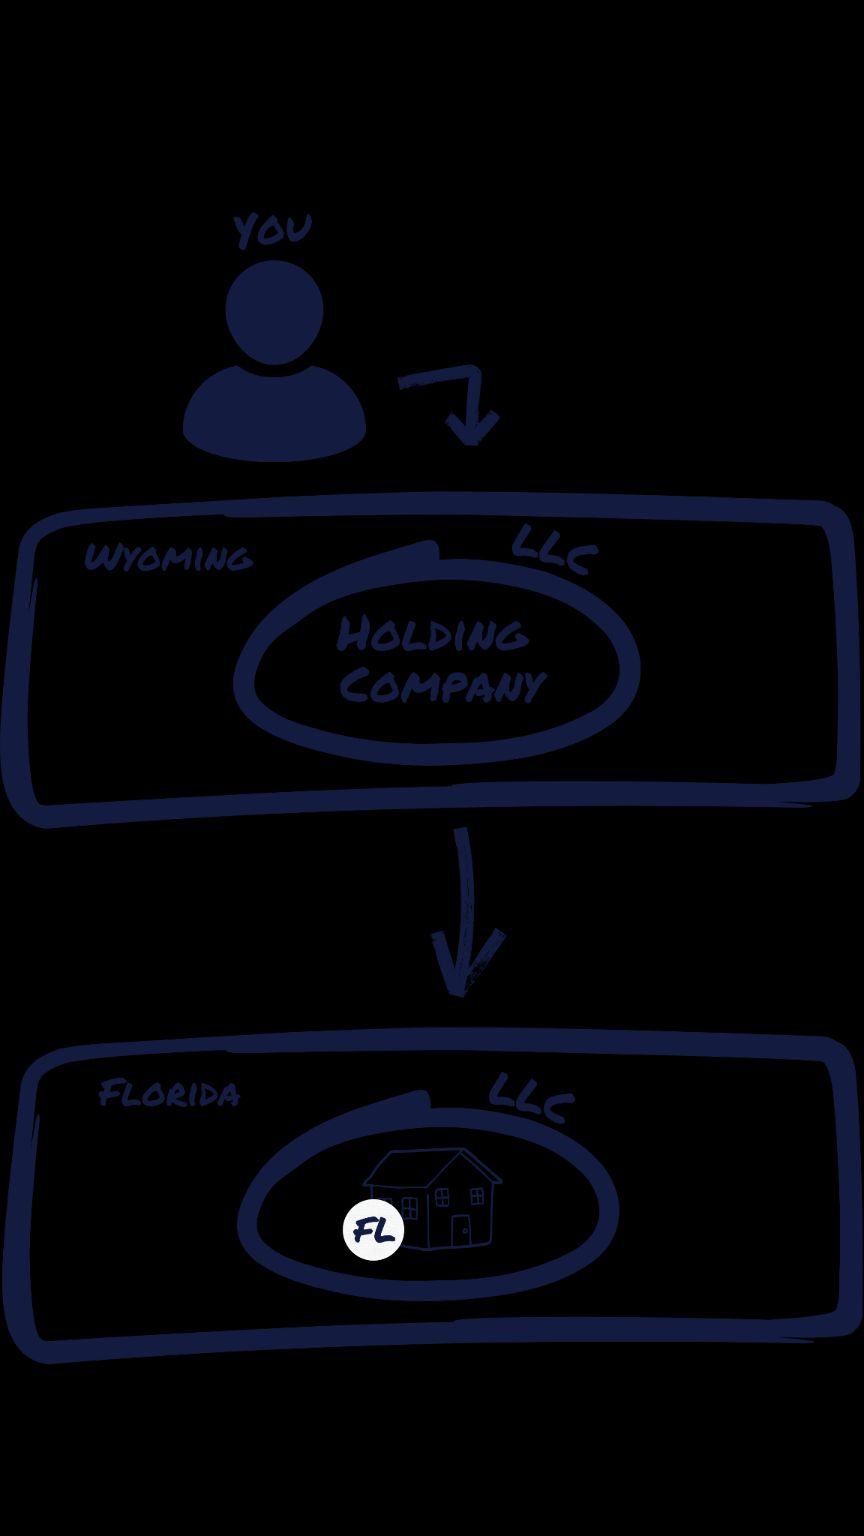 You
Wyoming
LLC
Holding
Company
Florida
LLC
FL